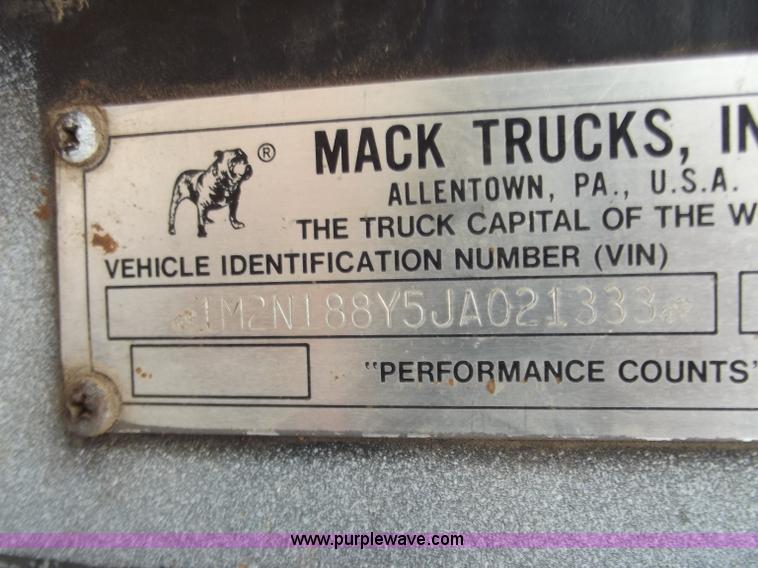 ®
MACK TRUCKS, IN
ALLENTOWN, PA., U.S.A.
THE TRUCK CAPITAL OF THE W
VEHICLE IDENTIFICATION NUMBER (VIN)
1M2N188Y5JA021333
"PERFORMANCE COUNTS"
www.purplewave.com